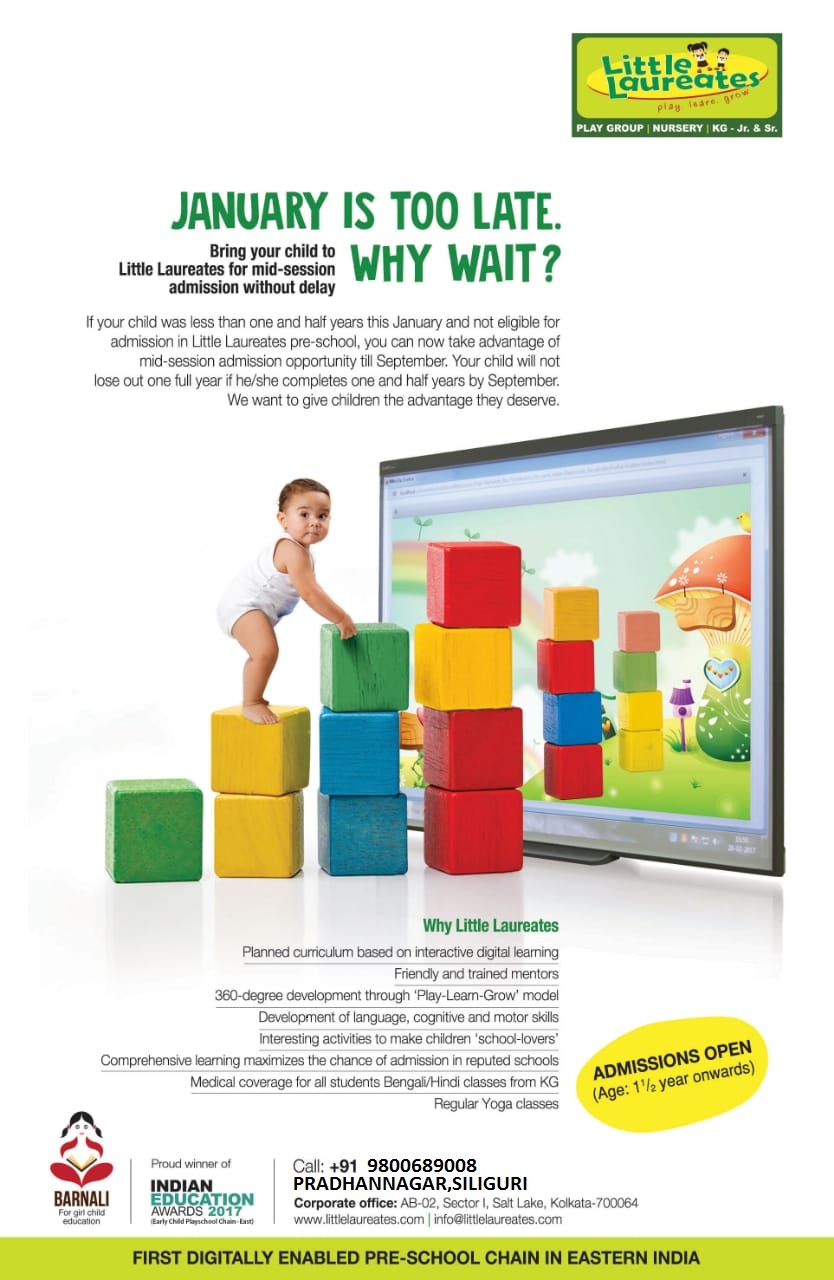 Little
Laureates
play. learn. grow
PLAY GROUP | NURSERY | KG - Jr. & Sr.
JANUARY IS TOO LATE.
WHY WAIT?
Bring your child to
Little Laureates for mid-session
admission without delay
If your child was less than one and half years this January and not eligible for
admission in Little Laureates pre-school, you can now take advantage of
mid-session admission opportunity till September. Your child will not
lose out one full year if he/she completes one and half years by September.
We want to give children the advantage they deserve.
Why Little Laureates
Planned curriculum based on interactive digital learning
Friendly and trained mentors
360-degree development through ‘Play-Learn-Grow’ model
Development of language, cognitive and motor skills
Interesting activities to make children ‘school-lovers’
Comprehensive learning maximizes the chance of admission in reputed schools
Medical coverage for all students Bengali/Hindi classes from KG
Regular Yoga classes
ADMISSIONS OPEN
(Age: 1 1/2 year onwards)
BARNALI
For girl child
education
Proud winner of
INDIAN
EDUCATION
AWARDS 2017
(Early Child Playschool Chain-East)
Call: +91 9800689008
PRADHANNAGAR,SILIGURI
Corporate office: AB-02, Sector I, Salt Lake, Kolkata-700064
www.littlelaureates.com | info@littlelaureates.com
FIRST DIGITALLY ENABLED PRE-SCHOOL CHAIN IN EASTERN INDIA